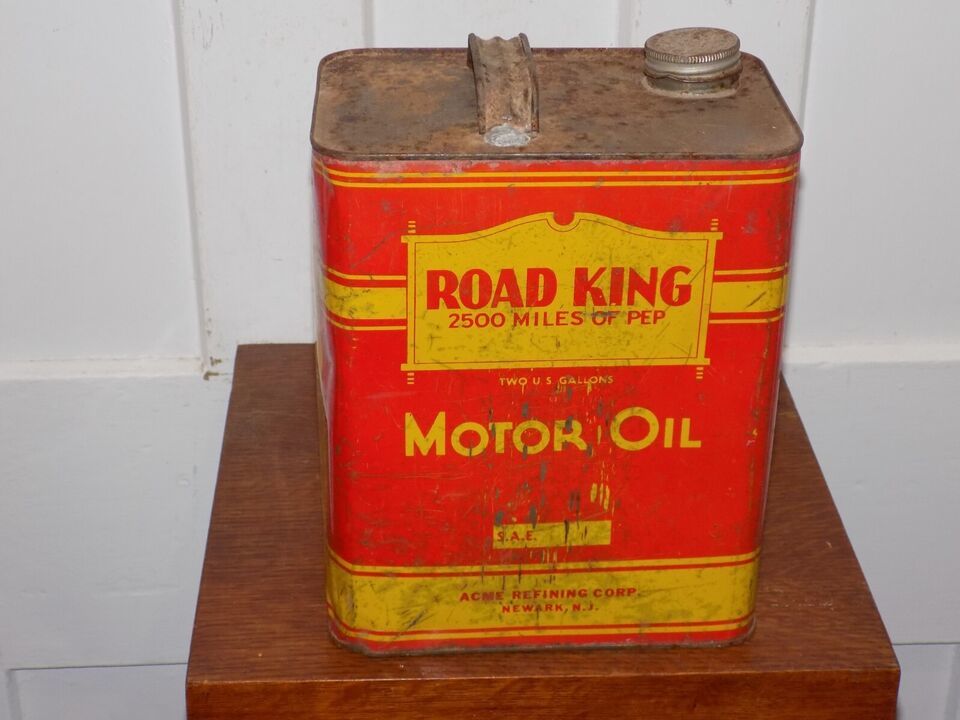 ROAD KING
2500 MILES OF PEP
TWO U S GALLONS
MOTOR OIL
S.A.E.
ACME REFINING CORP.
NEWARK, N.J.